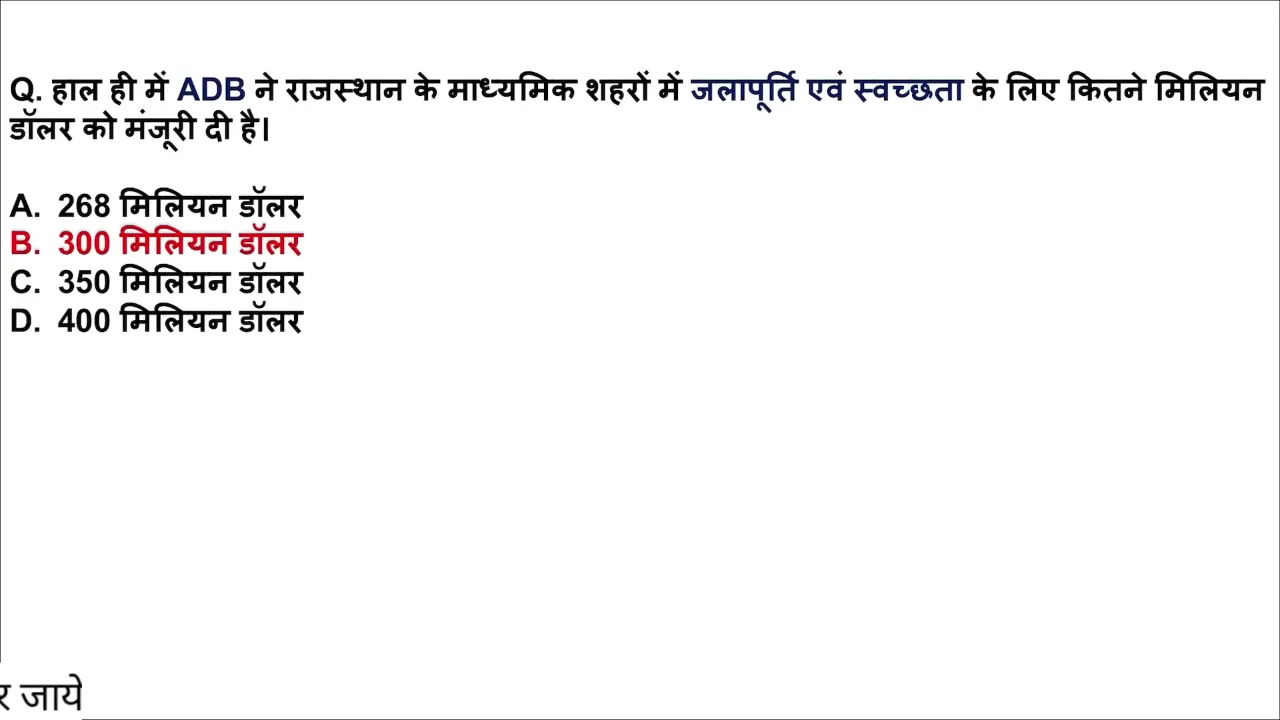 Q. हाल ही में ADB ने राजस्थान के माध्यमिक शहरों में जलापूर्ति एवं स्वच्छता के लिए कितने मिलियन
डॉलर को मंजूरी दी है।
A. 268 मिलियन डॉलर
B. 300 मिलियन डॉलर
C. 350 मिलियन डॉलर
D. 400 मिलियन डॉलर
र जाये